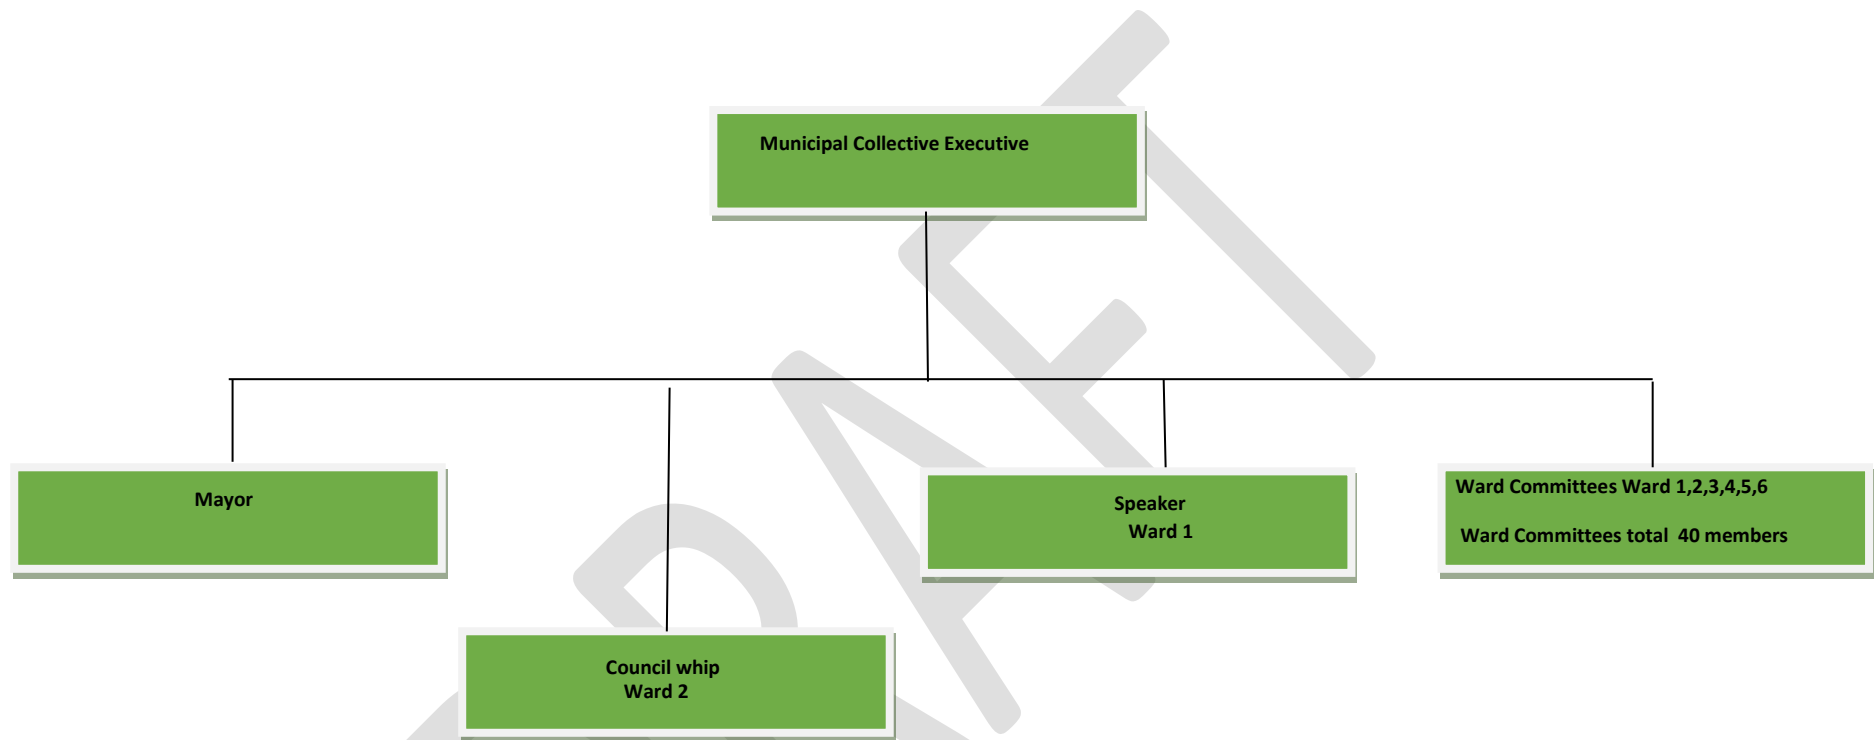 Municipal Collective Executive
Mayor
Speaker
Ward 1
Ward Committees Ward 1,2,3,4,5,6
Ward Committees total 40 members
Council whip
Ward 2
DRAFT